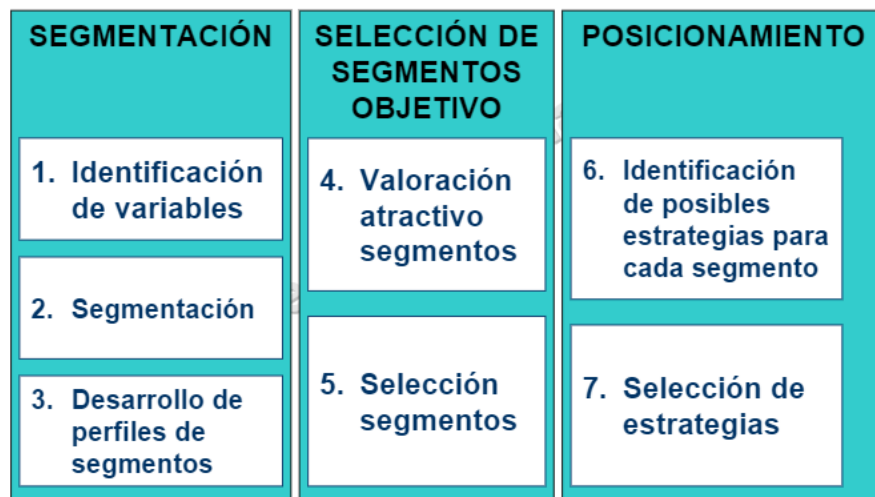 SEGMENTACIÓN
1. Identificación
de variables
2. Segmentación
3. Desarrollo de
perfiles de
segmentos
SELECCIÓN DE
SEGMENTOS
OBJETIVO
4. Valoración
atractivo
segmentos
5. Selección
segmentos
POSICIONAMIENTO
6. Identificación
de posibles
estrategias para
cada segmento
7. Selección de
estrategias